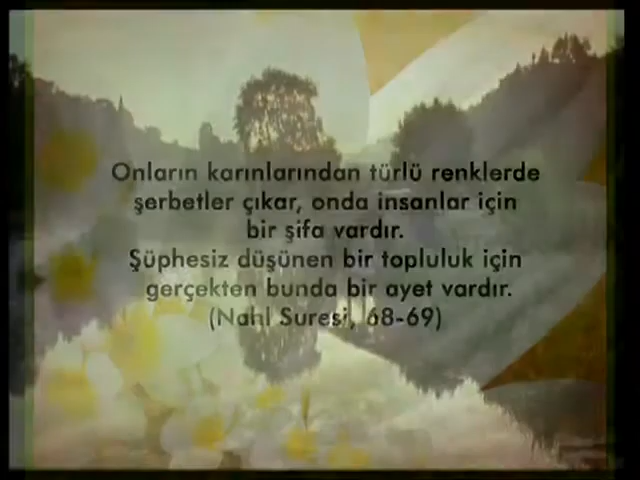 Onların karınlarından türlü renklerde
şerbetler çıkar, onda insanlar için
bir şifa vardır.
Şüphesiz düşünen bir topluluk için
gerçekten bunda bir ayet vardır.
(Nahl Suresi, 68-69)